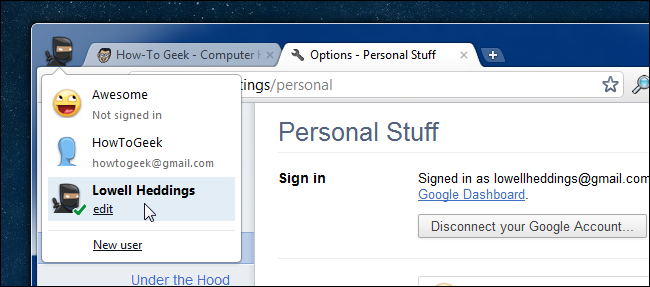 How-To Geek - Computer H
Options - Personal Stuff
ings/personal
Awesome
Not signed in
HowToGeek
howtogeek@gmail.com
Lowell Heddings
edit
New user
Under the Hood
Personal Stuff
Sign in
Signed in as lowellheddings@gmail.com
Google Dashboard.
Disconnect your Google Account...